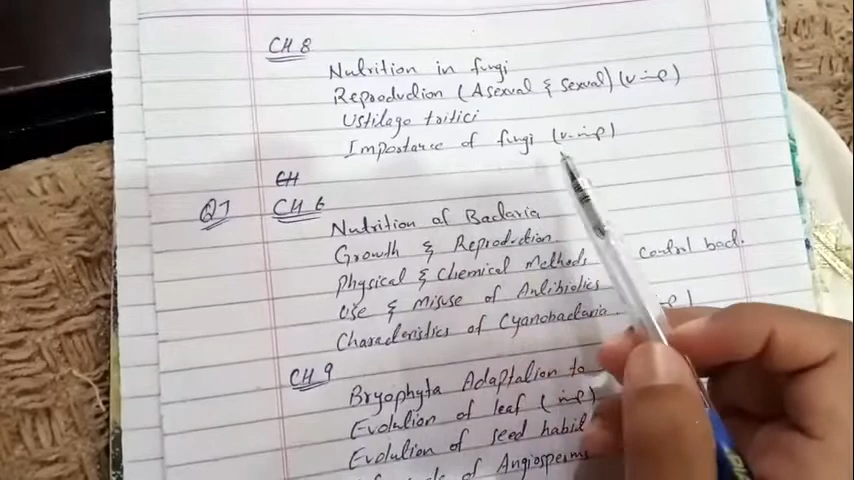 CH 8
Nutrition in fungi
Reproduction (Asexual & sexual) (v-imp)
Ustilago tritici
Importance of fungi (v-imp)
CH
Q7 CH 6
Nutrition of Bacteria
Growth & Reproduction
Physical & Chemical Methods control bact.
Use & Misuse of Antibiotics
Characteristics of Cyanobacteria
CH 9
Bryophyta Adaptation to
Evolution of leaf (imp)
Evolution of seed habit
of Angiosperms